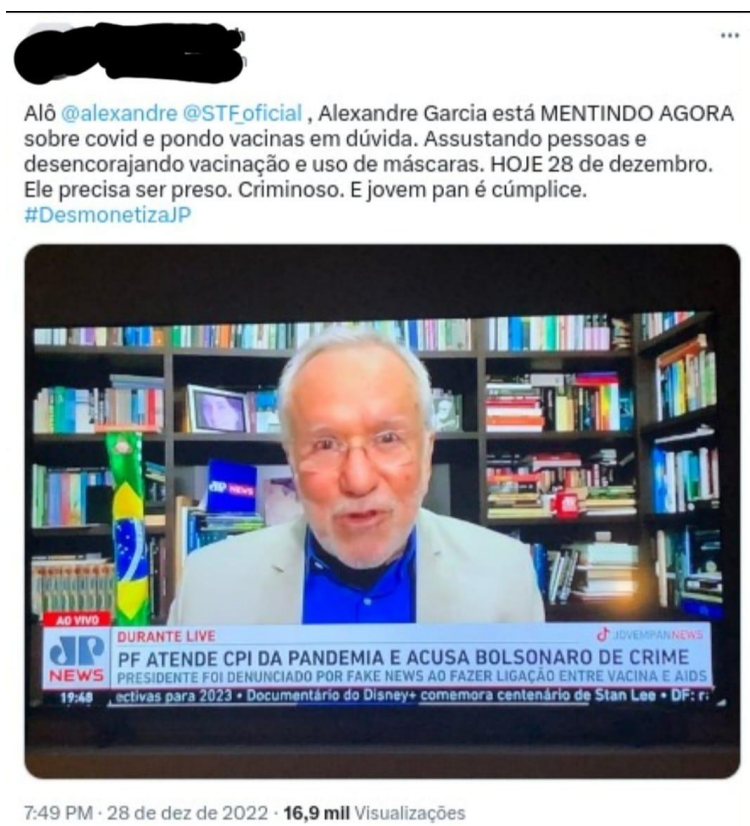 Alô @alexandre @STF_oficial , Alexandre Garcia está MENTINDO AGORA
sobre covid e pondo vacinas em dúvida. Assustando pessoas e
desencorajando vacinação e uso de máscaras. HOJE 28 de dezembro.
Ele precisa ser preso. Criminoso. E jovem pan é cúmplice.
#DesmonetizaJP
JP NEWS
AO VIVO
DURANTE LIVE
JOVEMPANNEWS
JP
NEWS
PF ATENDE CPI DA PANDEMIA E ACUSA BOLSONARO DE CRIME
PRESIDENTE FOI DENUNCIADO POR FAKE NEWS AO FAZER LIGAÇÃO ENTRE VACINA E AIDS
19:48 ectivas para 2023 • Documentário do Disney+ comemora centenário de Stan Lee • DF:
7:49 PM · 28 de dez de 2022 · 16,9 mil Visualizações